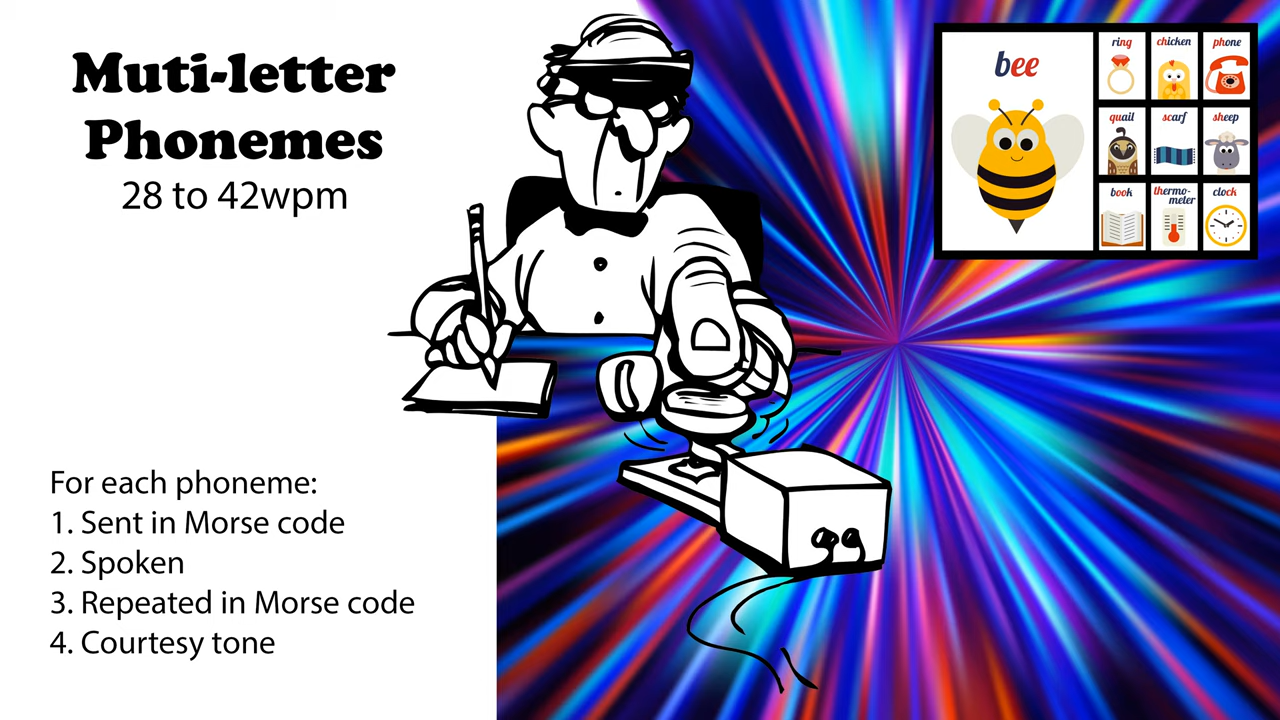 Muti-letter
Phonemes
28 to 42wpm
bee
ring
chicken
phone
quail
scarf
sheep
book
thermo-
meter
clock
For each phoneme:
1. Sent in Morse code
2. Spoken
3. Repeated in Morse code
4. Courtesy tone